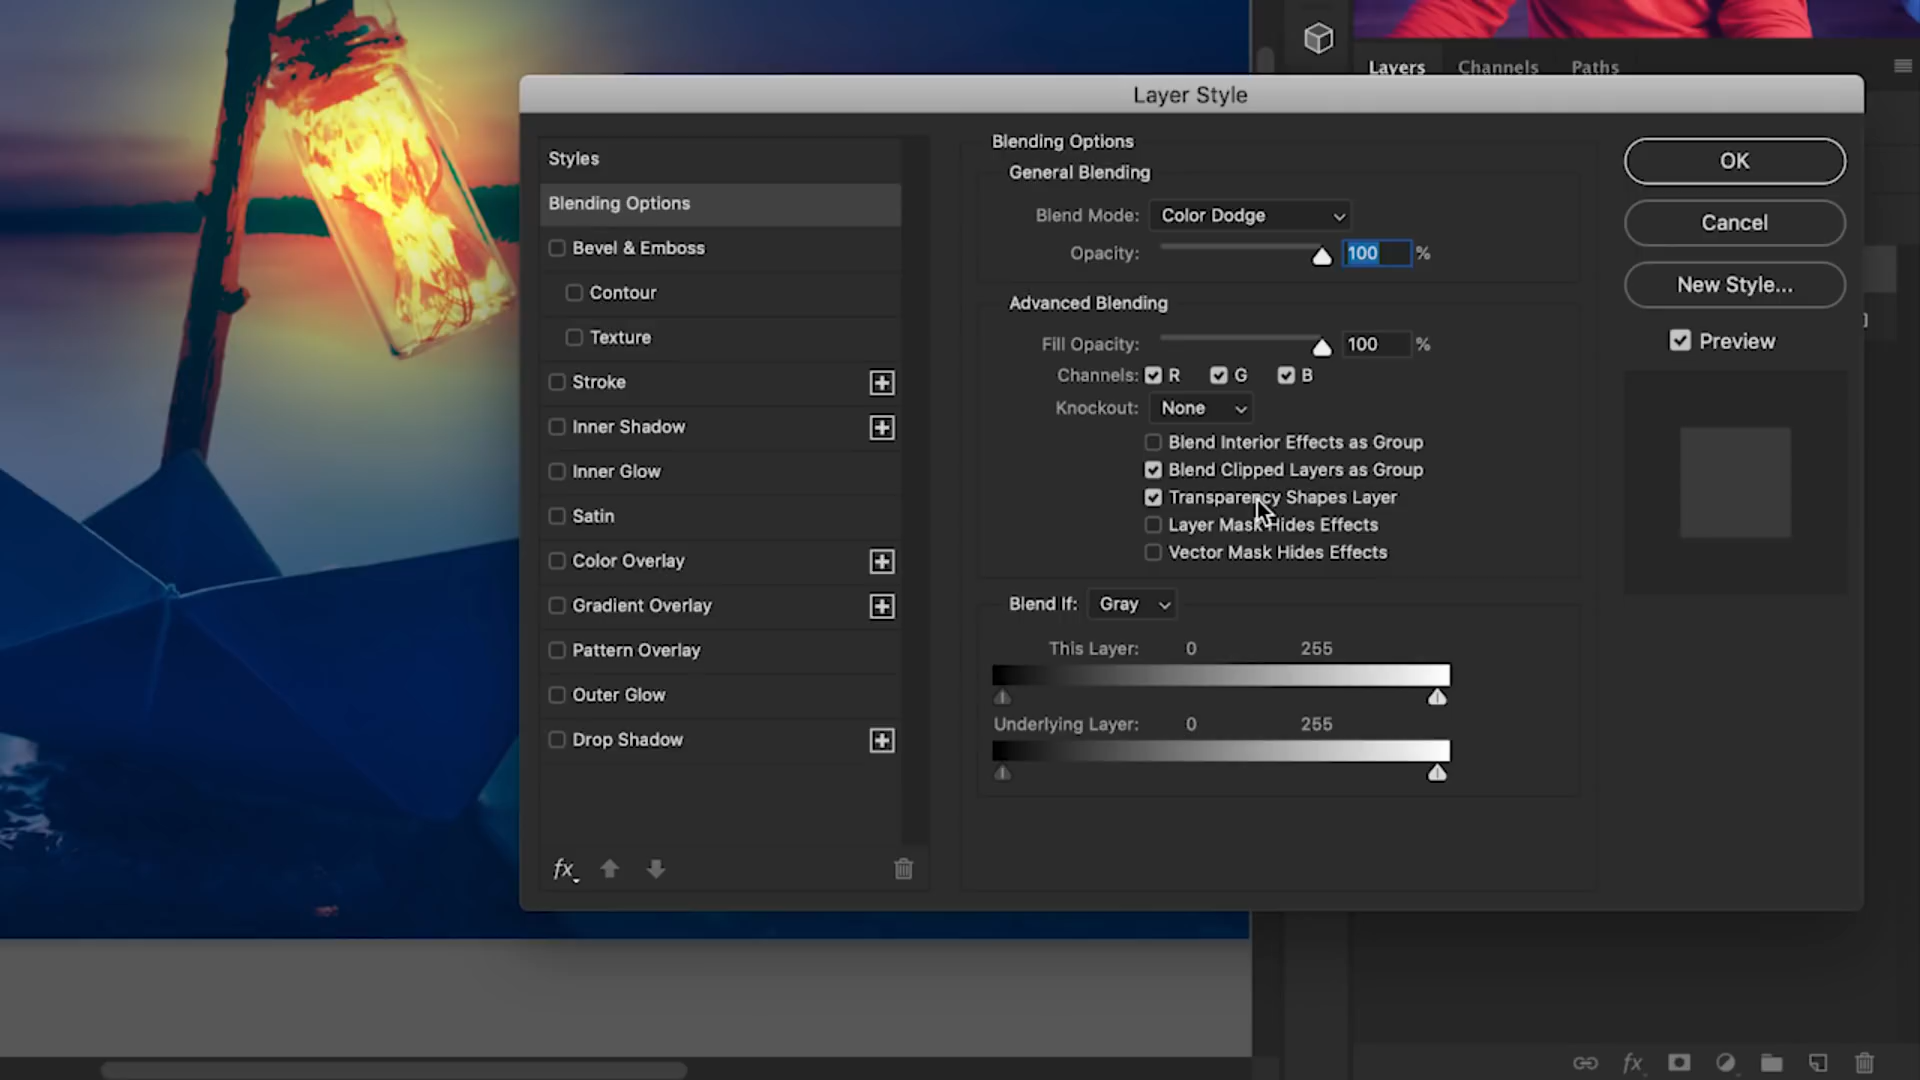 Layers Channels Paths
Layer Style
Styles
Blending Options
Bevel & Emboss
Contour
Texture
Stroke
Inner Shadow
Inner Glow
Satin
Color Overlay
Gradient Overlay
Pattern Overlay
Outer Glow
Drop Shadow
fx
Blending Options
General Blending
Blend Mode: Color Dodge
Opacity: 100 %
Advanced Blending
Fill Opacity: 100 %
Channels: R G B
Knockout: None
Blend Interior Effects as Group
Blend Clipped Layers as Group
Transparency Shapes Layer
Layer Mask Hides Effects
Vector Mask Hides Effects
Blend If: Gray
This Layer: 0 255
Underlying Layer: 0 255
OK
Cancel
New Style...
Preview
fx